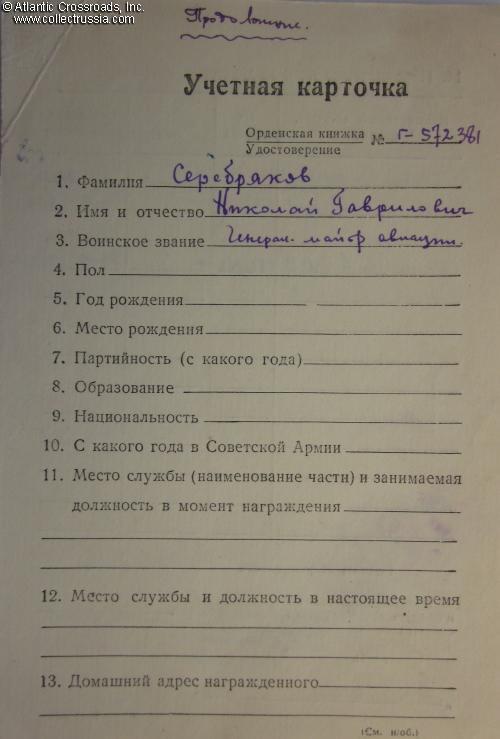 © Atlantic Crossroads, Inc.
www.collectrussia.com
Продолжение.
Учетная карточка
Орденская книжка
Удостоверение
№ Г-572381
1. Фамилия Серебряков
2. Имя и отчество Николай Гаврилович
3. Воинское звание Генерал-майор авиации.
4. Пол
5. Год рождения
6. Место рождения
7. Партийность (с какого года)
8. Образование
9. Национальность
10. С какого года в Советской Армии
11. Место службы (наименование части) и занимаемая
должность в момент награждения
12. Место службы и должность в настоящее время
13. Домашний адрес награжденного
(См. н/об.)